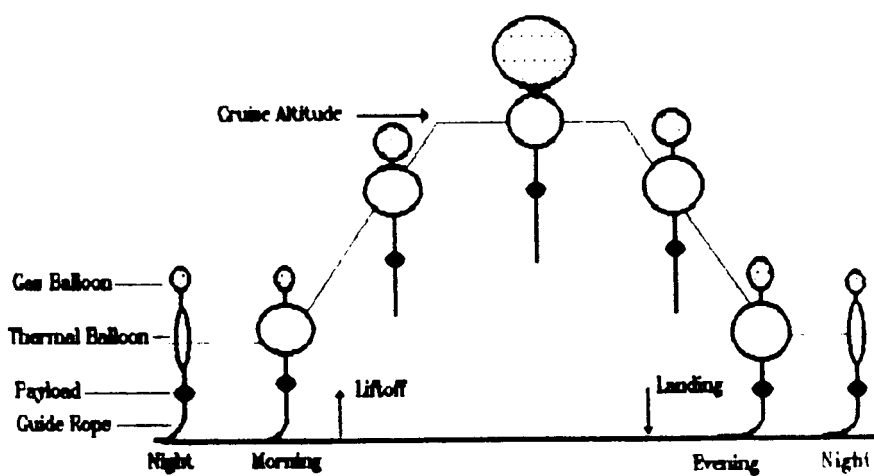 Cruise Altitude
Gas Balloon
Thermal Balloon
Payload
Guide Rope
Liftoff
Landing
Night
Morning
Evening
Night